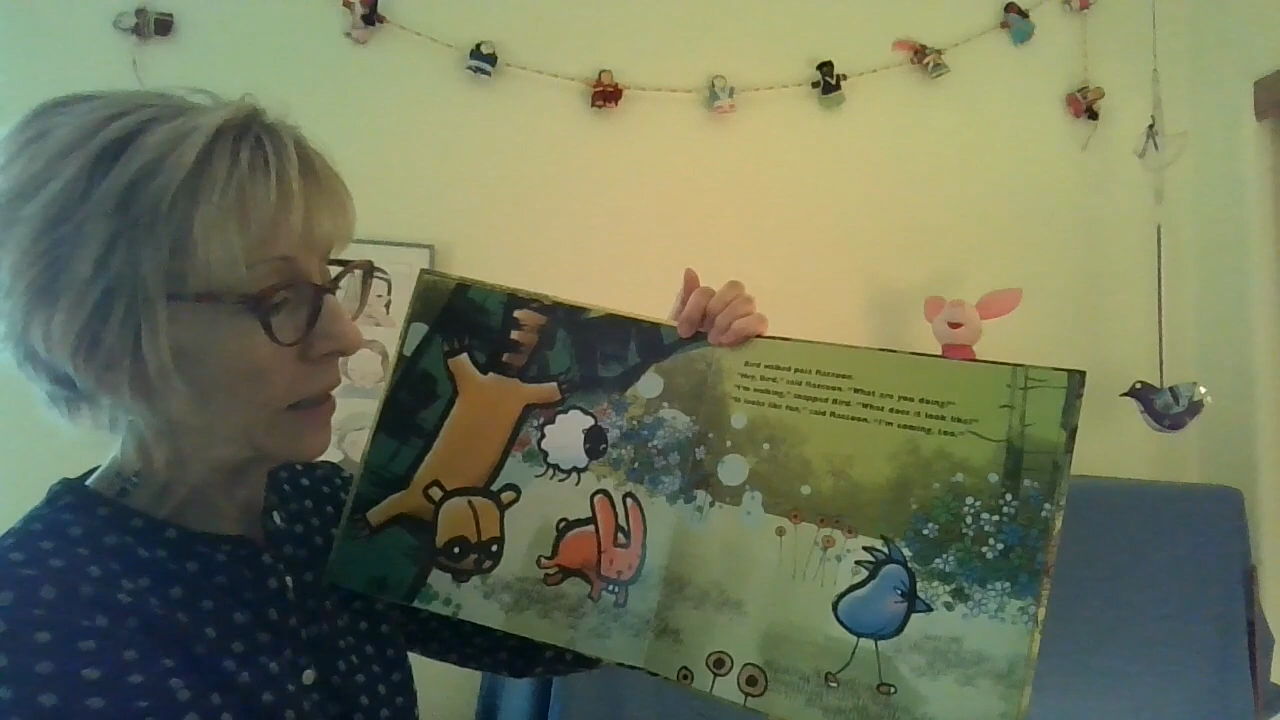 Bird walked past Raccoon.
"Hey, Bird," said Raccoon. "What are you doing?"
"I'm walking," snapped Bird. "What does it look like?"
"It looks like fun," said Raccoon. "I'm coming, too."